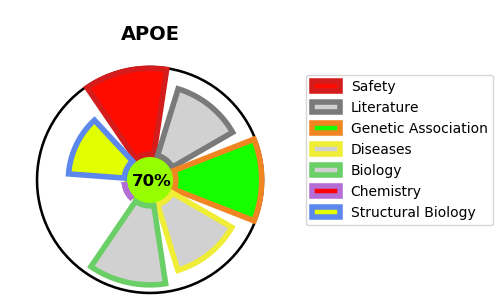 APOE
70%
Safety
Literature
Genetic Association
Diseases
Biology
Chemistry
Structural Biology